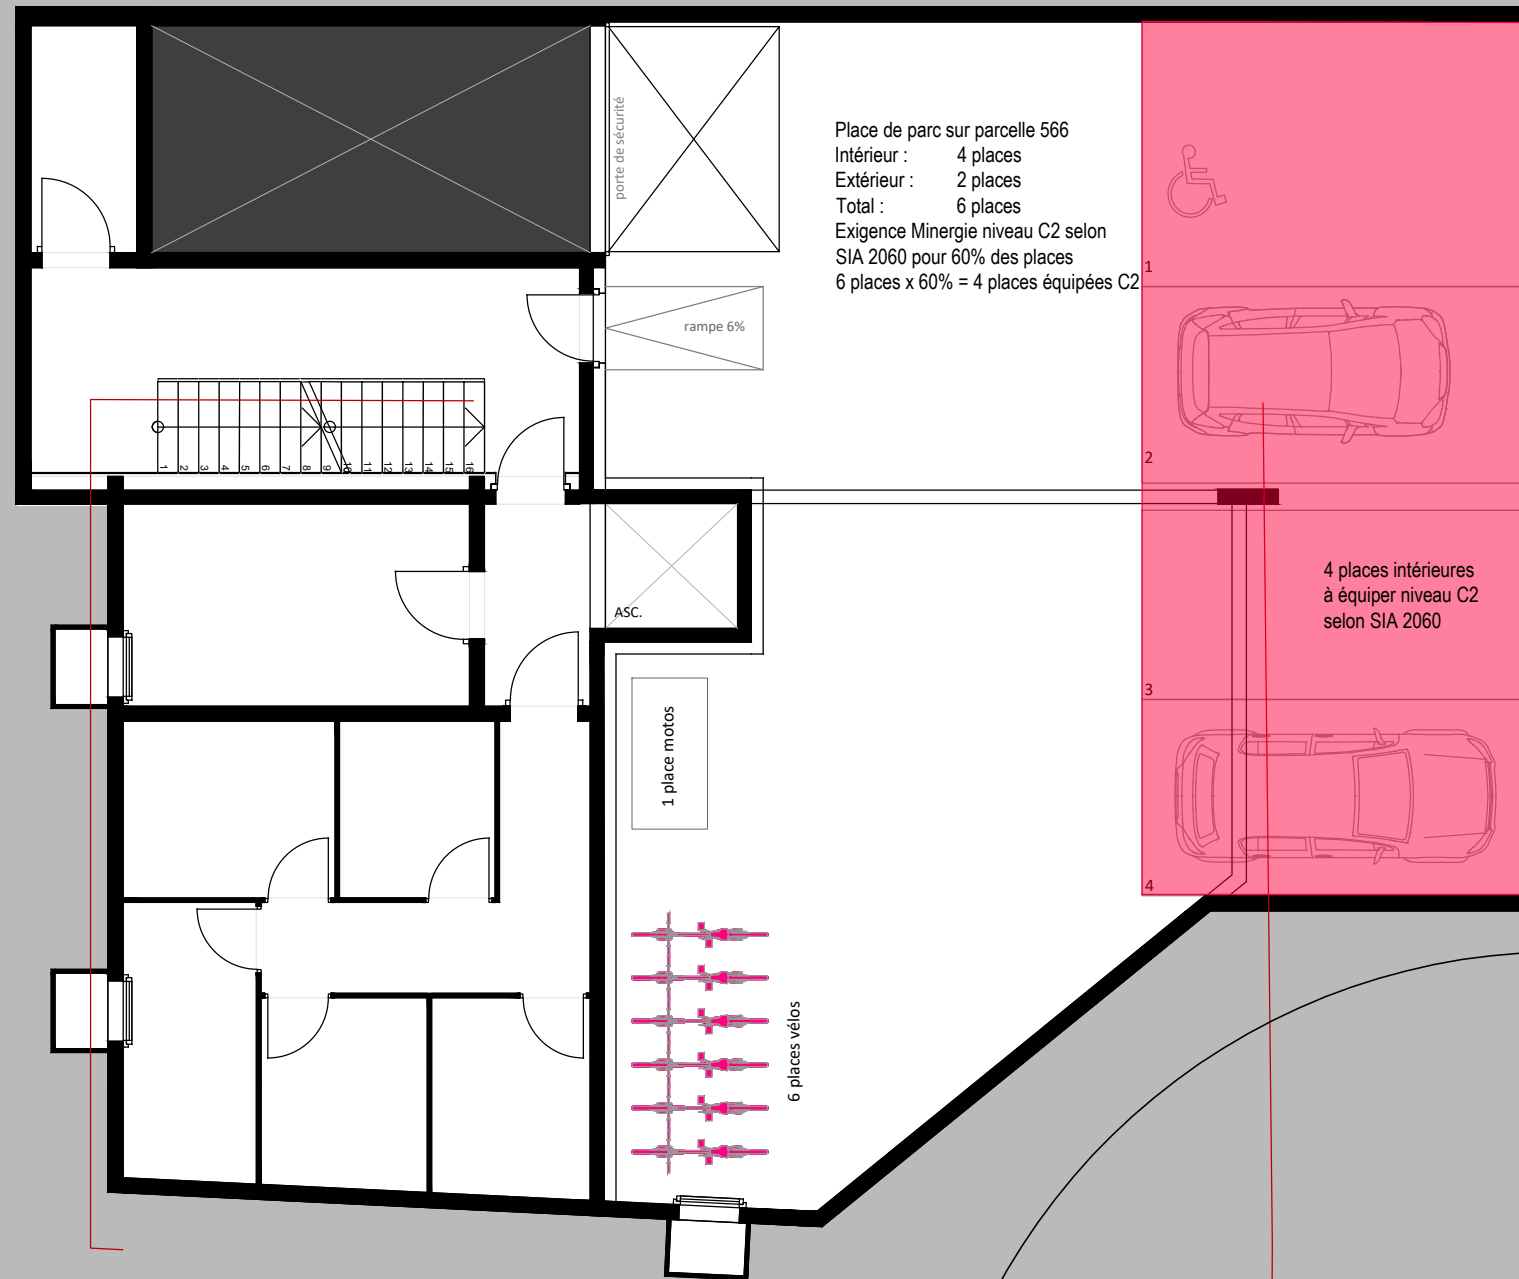 porte de sécurité
Place de parc sur parcelle 566
Intérieur : 4 places
Extérieur : 2 places
Total : 6 places
Exigence Minergie niveau C2 selon
SIA 2060 pour 60% des places
6 places x 60% = 4 places équipées C2
1
rampe 6%
2
1 2 3 4 5 6 7 8 9 10 11 12 13 14 15 16
4 places intérieures
à équiper niveau C2
selon SIA 2060
ASC.
3
1 place motos
4
6 places vélos